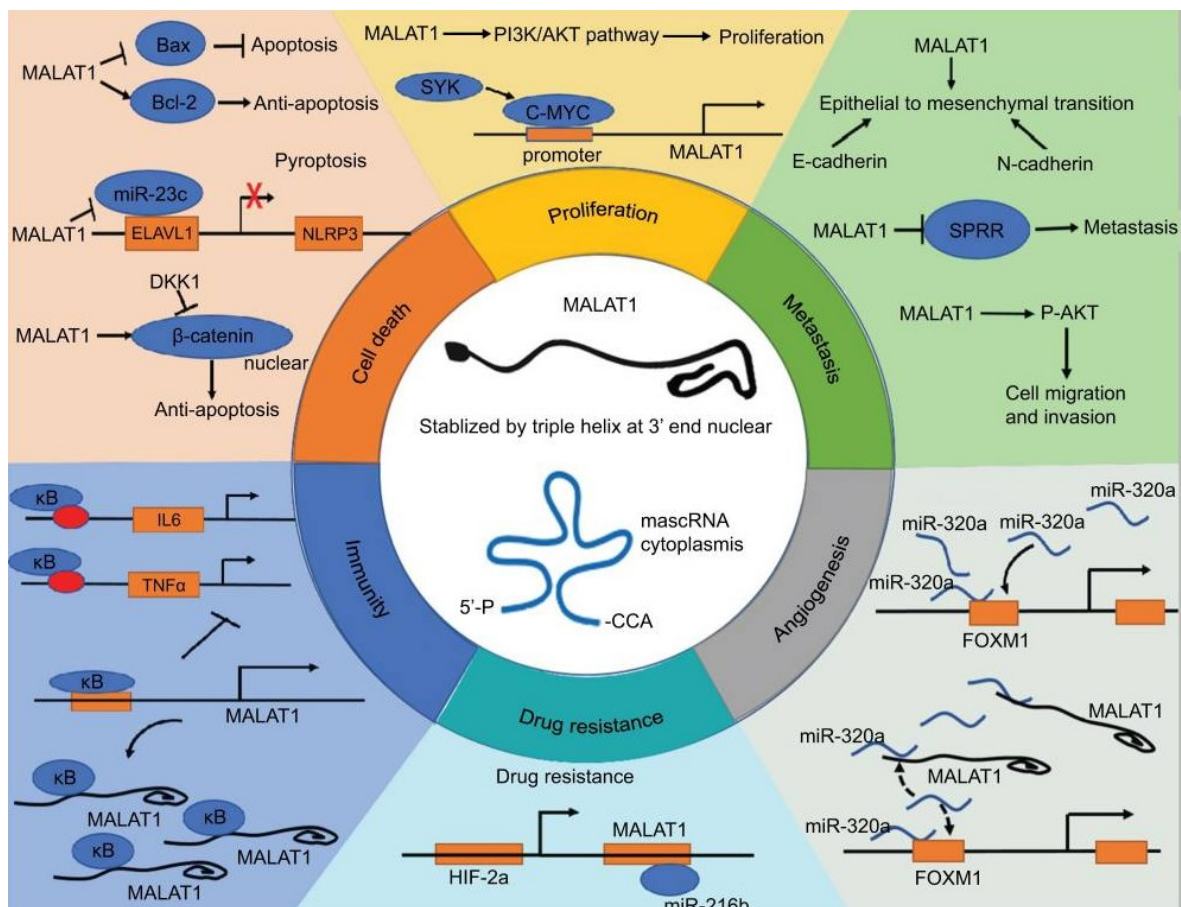 Bax
Apoptosis
MALAT1
Bcl-2
Anti-apoptosis
Pyroptosis
miR-23c
MALAT1
ELAVL1
NLRP3
DKK1
MALAT1
β-catenin
nuclear
Anti-apoptosis
Cell death
MALAT1
PI3K/AKT pathway
Proliferation
SYK
C-MYC
promoter
MALAT1
Proliferation
MALAT1
Epithelial to mesenchymal transition
E-cadherin
N-cadherin
MALAT1
SPRR
Metastasis
MALAT1
P-AKT
Cell migration
and invasion
Metastasis
MALAT1
Stablized by triple helix at 3' end nuclear
mascRNA
cytoplasmis
5'-P
-CCA
Immunity
κB
IL6
κB
TNFα
κB
MALAT1
κB
MALAT1
κB
MALAT1
κB
MALAT1
Drug resistance
Drug resistance
MALAT1
HIF-2a
miR-216b
Angiogenesis
miR-320a
miR-320a
miR-320a
miR-320a
FOXM1
MALAT1
miR-320a
MALAT1
miR-320a
FOXM1